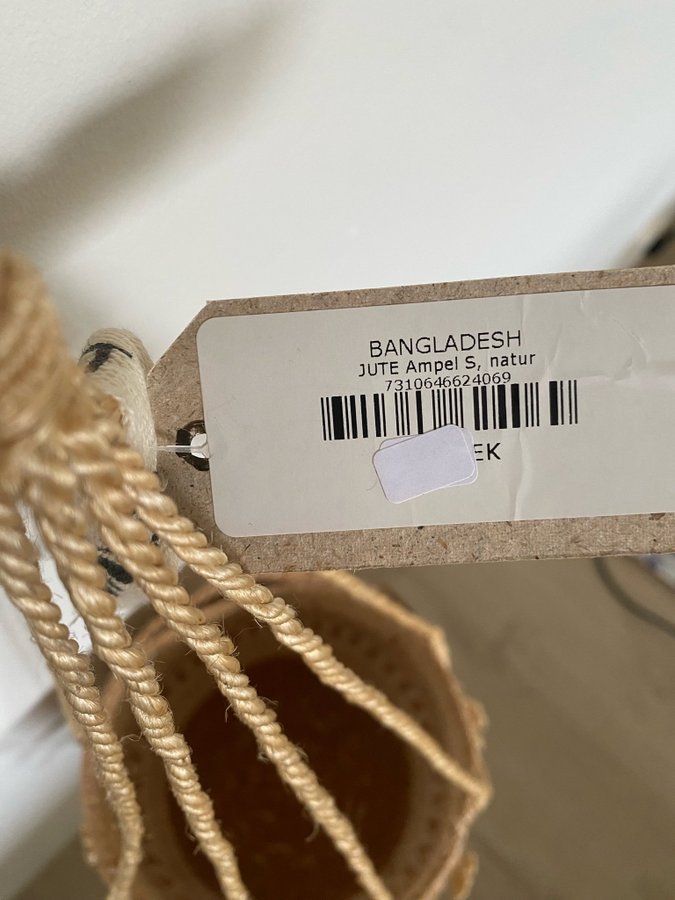 BANGLADESH
JUTE Ampel S, natur
7310646624069
EK